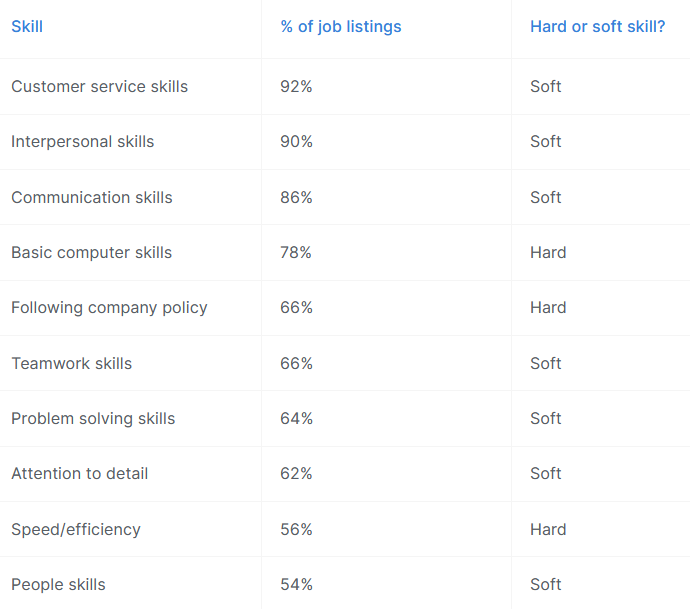 Skill % of job listings Hard or soft skill?
Customer service skills 92% Soft
Interpersonal skills 90% Soft
Communication skills 86% Soft
Basic computer skills 78% Hard
Following company policy 66% Hard
Teamwork skills 66% Soft
Problem solving skills 64% Soft
Attention to detail 62% Soft
Speed/efficiency 56% Hard
People skills 54% Soft